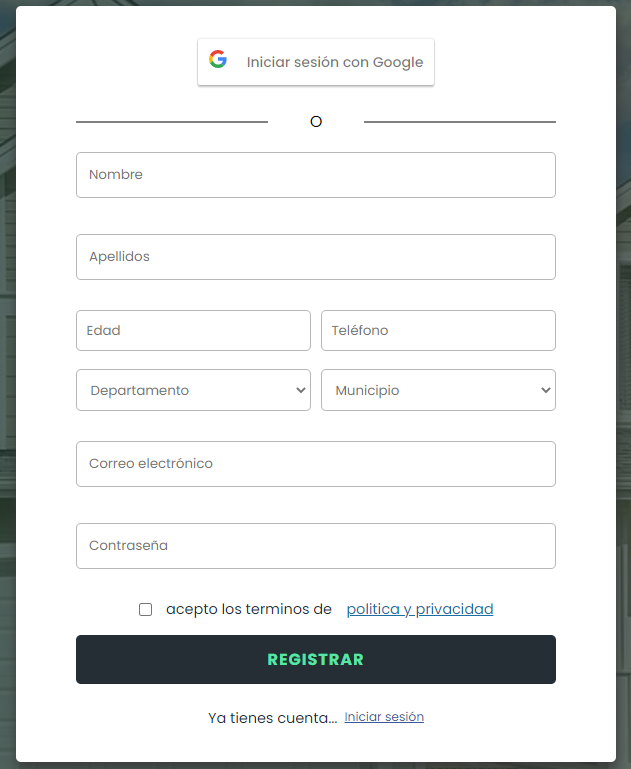 Iniciar sesión con Google
O
Nombre
Apellidos
Edad
Teléfono
Departamento
Municipio
Correo electrónico
Contraseña
acepto los terminos de politica y privacidad
REGISTRAR
Ya tienes cuenta... Iniciar sesión